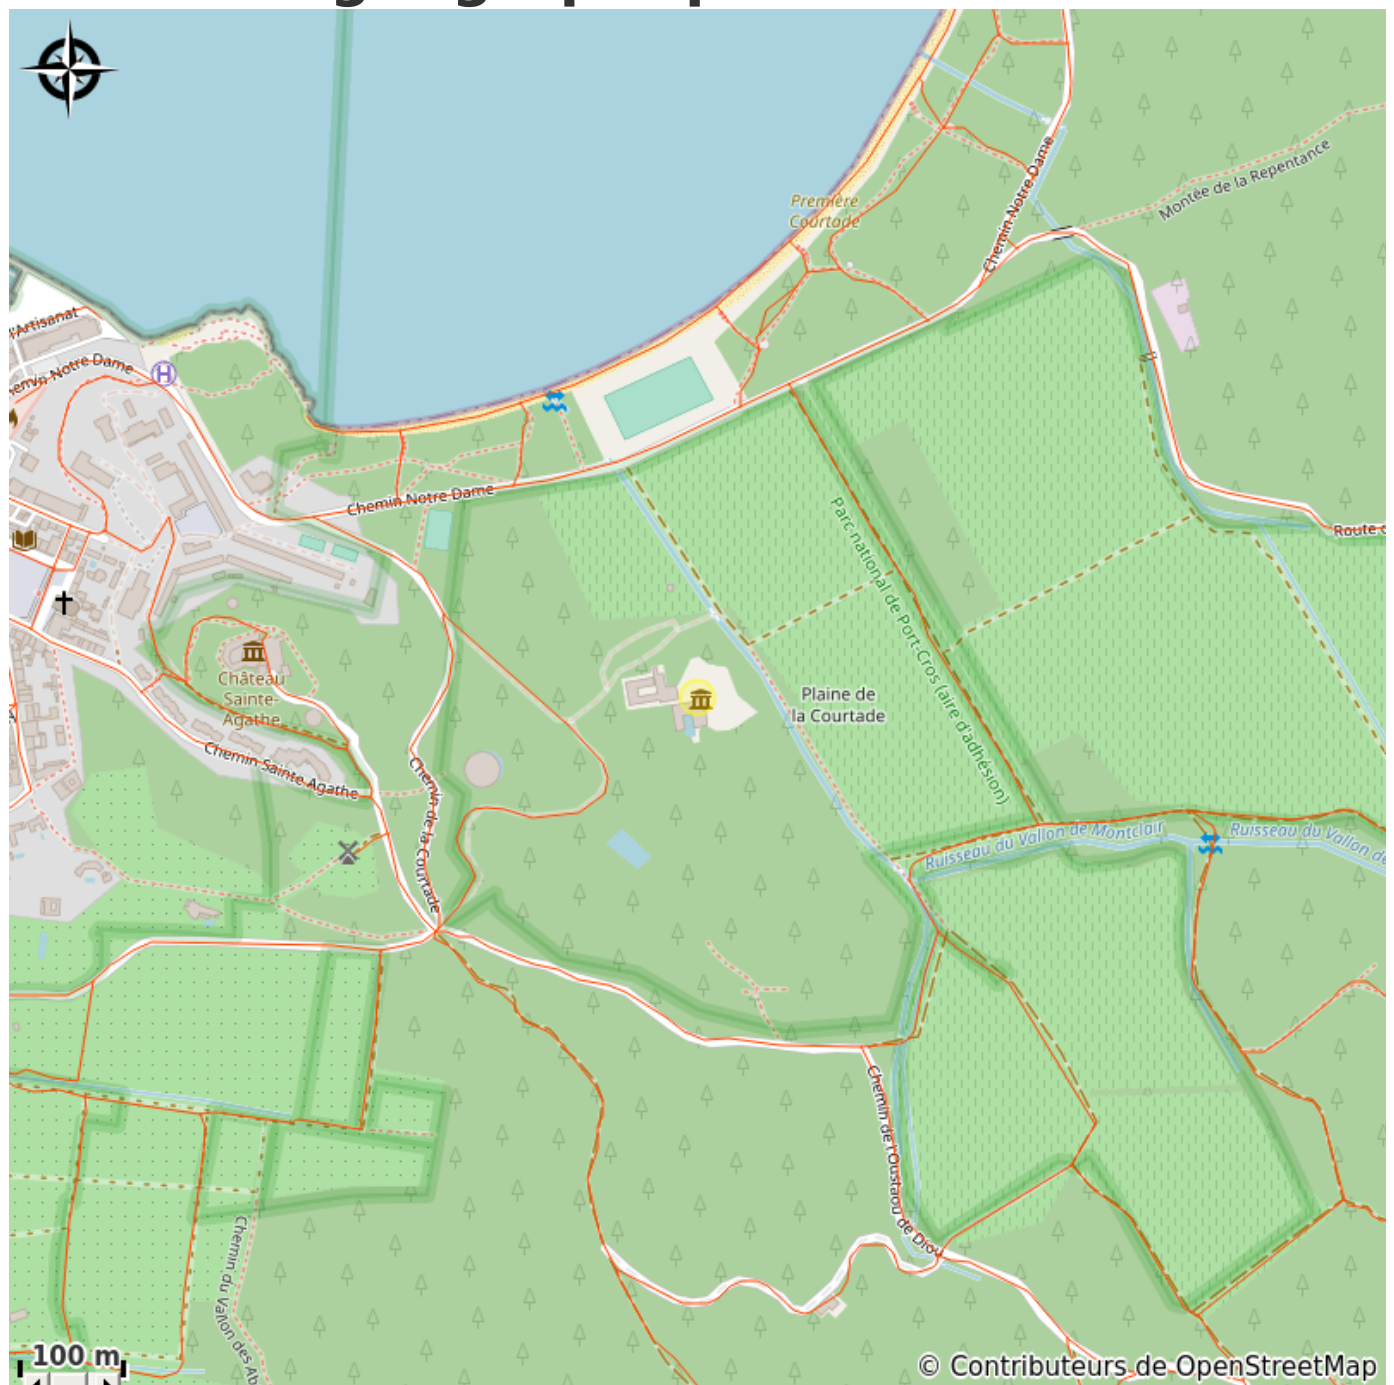 Première
Courtade
Montée de la Repentance
Chemin Notre Dame
l'Artisanat
Notre Dame
H
Chemin Notre Dame
Route
Parc national de Port-Cros (aire d'adhésion)
Château
Sainte-
Agathe
Plaine de
la Courtade
Chemin Sainte Agathe
Chemin de la Courtade
Ruisseau du Vallon de Montclair
Ruisseau du Vallon de
Chemin de l'Oustaou de Diou
Chemin du Vallon des Ab
100 m
© Contributeurs de OpenStreetMap